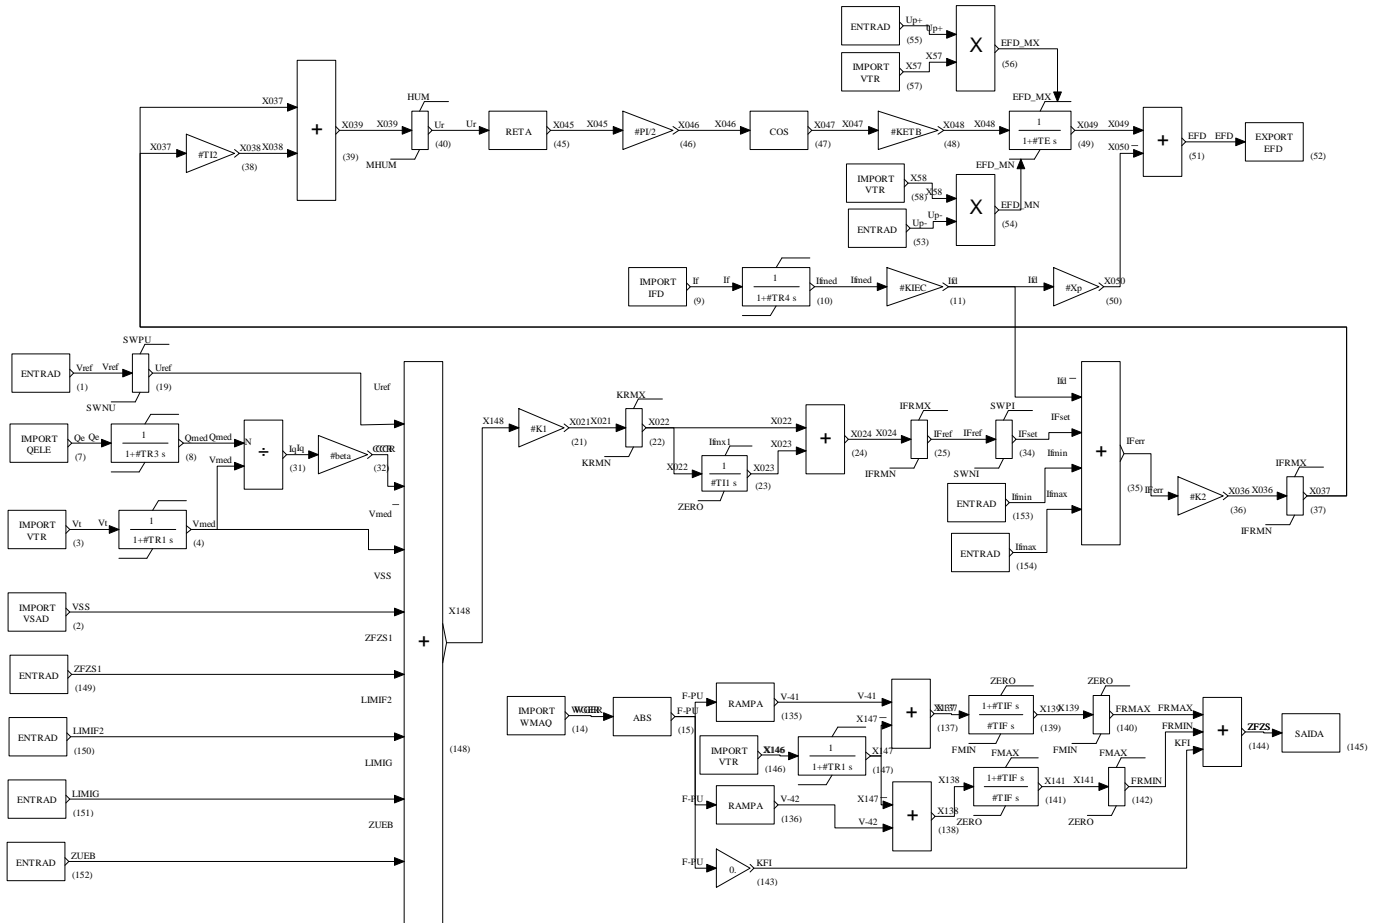 ENTRAD
Up+
Up+
(55)
IMPORT
VTR
X57
X57
(57)
X
EFD_MX
(56)
X037
X037
#TI2
X038
X038
(38)
+
X039
X039
(39)
HUM
MHUM
Ur
Ur
(40)
RETA
X045
X045
(45)
#PI/2
X046
X046
(46)
COS
X047
X047
(47)
#KETB
X048
X048
(48)
EFD_MX
1
1+#TE s
EFD_MN
X049
X049
(49)
X050
−
+
EFD
EFD
(51)
EXPORT
EFD
(52)
IMPORT
VTR
X58
X58
(58)
ENTRAD
Up-
Up-
(53)
X
EFD_MN
(54)
IMPORT
IFD
If
If
(9)
1
1+#TR4 s
Ifmed
Ifmed
(10)
#KIEC
Ifd
Ifd
(11)
#Xp
X050
(50)
ENTRAD
Vref
Vref
(1)
SWPU
SWNU
Uref
(19)
Uref
IMPORT
QELE
Qe
Qe
(7)
1
1+#TR3 s
Qmed
Qmed
(8)
Vmed
N
÷
Iq
Iq
(31)
#beta
CCCR
(32)
IMPORT
VTR
Vt
Vt
(3)
1
1+#TR1 s
Vmed
(4)
Vmed
−
VSS
IMPORT
VSAD
VSS
(2)
ZFZS1
ENTRAD
ZFZS1
(149)
LIMIF2
ENTRAD
LIMIF2
(150)
LIMIG
ENTRAD
LIMIG
(151)
ZUEB
ENTRAD
ZUEB
(152)
+
X148
(148)
X148
#K1
X021
X021
(21)
KRMX
KRMN
X022
(22)
X022
Ifmx1
1
#TI1 s
ZERO
X023
(23)
X022
X023
+
X024
X024
(24)
IFRMX
IFRMN
IFref
IFref
(25)
SWPI
SWNI
IFset
(34)
Ifd
−
IFset
Ifmin
Ifmax
ENTRAD
Ifmin
(153)
ENTRAD
Ifmax
(154)
+
IFerr
(35)
IFerr
#K2
X036
X036
(36)
IFRMX
IFRMN
X037
(37)
IMPORT
WMAQ
WGER
(14)
ABS
F-PU
(15)
F-PU
RAMPA
V-41
V-41
(135)
IMPORT
VTR
X146
X146
(146)
1
1+#TR1 s
X147
(147)
X147
−
X147
−
F-PU
RAMPA
V-42
V-42
(136)
F-PU
0.
KFI
(143)
+
X137
X137
(137)
+
X138
X138
(138)
ZERO
1+#TIF s
#TIF s
FMIN
X139
X139
(139)
ZERO
FMIN
FRMAX
FRMAX
(140)
FMAX
1+#TIF s
#TIF s
ZERO
X141
X141
(141)
FMAX
ZERO
FRMIN
(142)
FRMIN
KFI
+
ZFZS
(144)
SAIDA
(145)